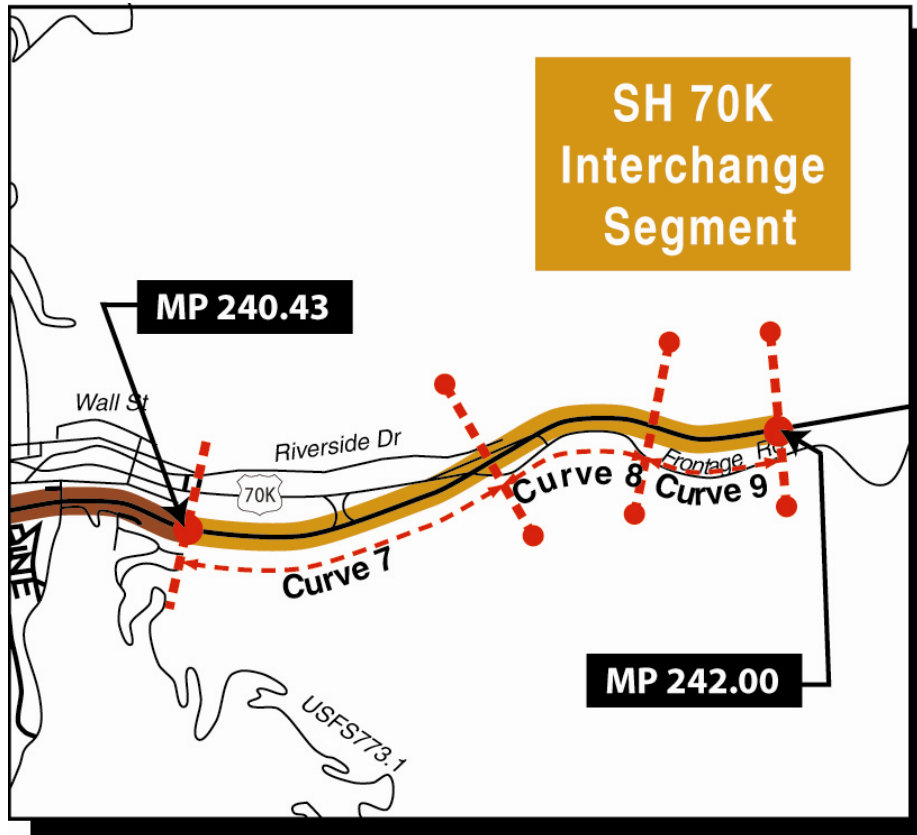 SH 70K
Interchange
Segment
MP 240.43
Wall St
Riverside Dr
70K
Curve 8
Frontage Rd
Curve 9
Curve 7
MP 242.00
USFS773.1